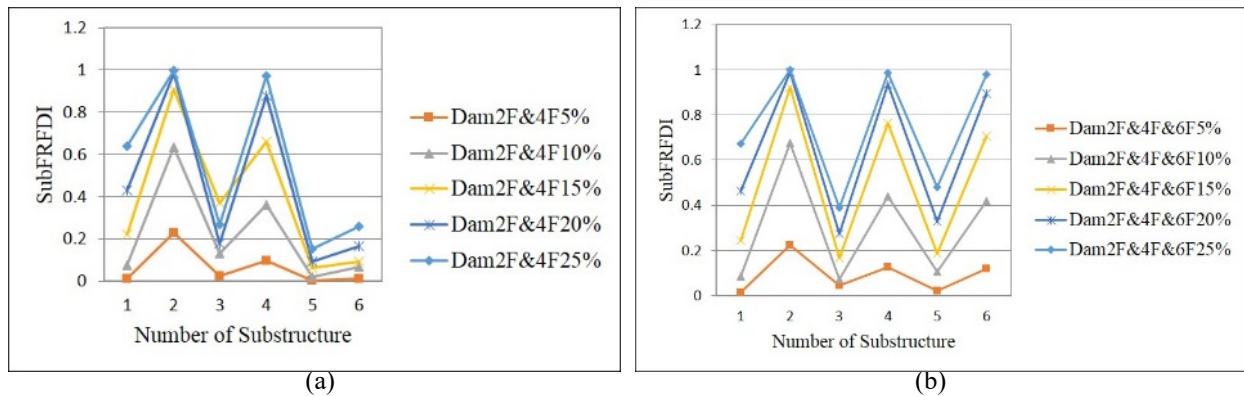 1.2
1
0.8
0.6
0.4
0.2
0
SubFRFDI
1 2 3 4 5 6
Number of Substructure
Dam2F&4F5%
Dam2F&4F10%
Dam2F&4F15%
Dam2F&4F20%
Dam2F&4F25%
(a)
1.2
1
0.8
0.6
0.4
0.2
0
SubFRFDI
1 2 3 4 5 6
Number of Substructure
Dam2F&4F&6F5%
Dam2F&4F&6F10%
Dam2F&4F&6F15%
Dam2F&4F&6F20%
Dam2F&4F&6F25%
(b)